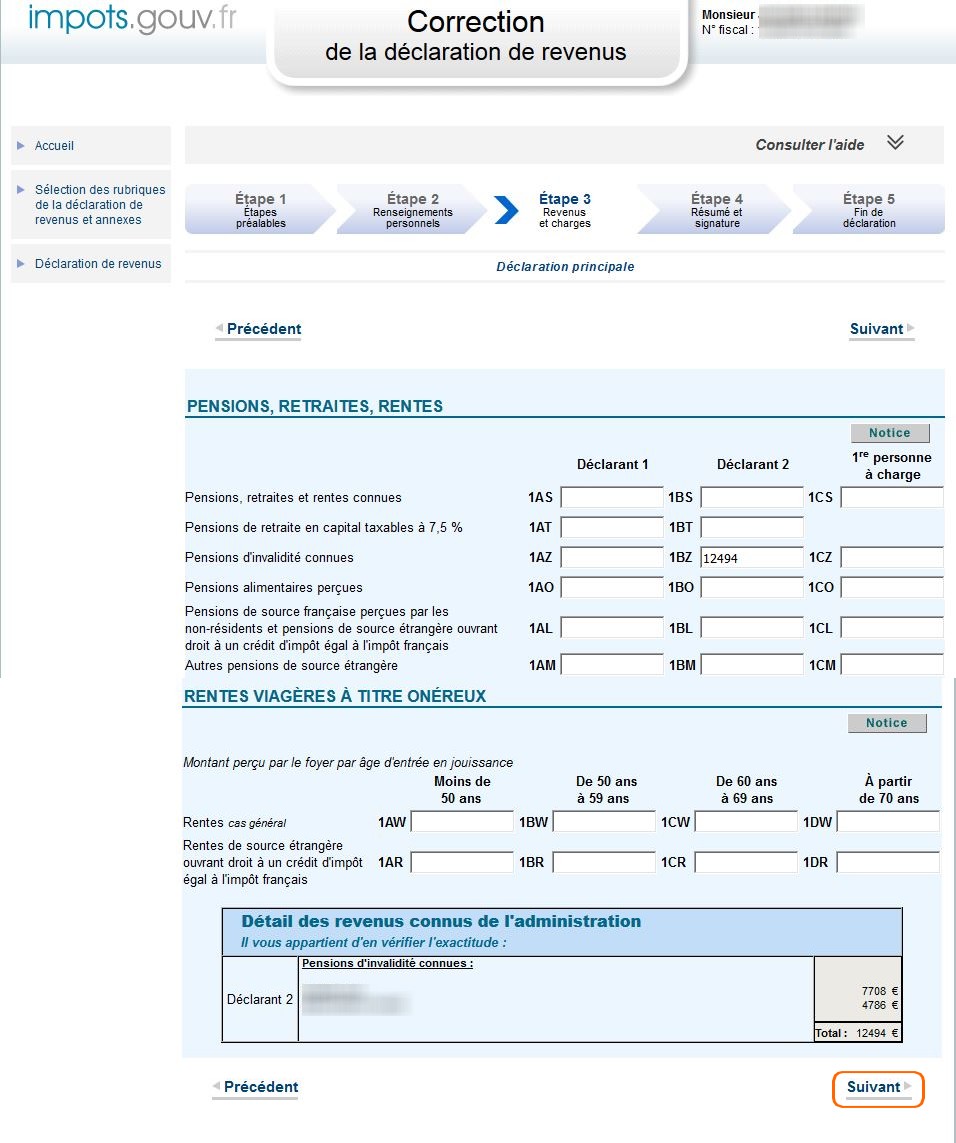 impots.gouv.fr
Correction
de la déclaration de revenus
Monsieur
N° fiscal :
Accueil
Sélection des rubriques
de la déclaration de
revenus et annexes
Déclaration de revenus
Consulter l'aide
Étape 1
Étapes
préalables
Étape 2
Renseignements
personnels
Étape 3
Revenus
et charges
Étape 4
Résumé et
signature
Étape 5
Fin de
déclaration
Déclaration principale
Précédent Suivant
PENSIONS, RETRAITES, RENTES
Notice
Déclarant 1 Déclarant 2 1re personne
à charge
Pensions, retraites et rentes connues 1AS 1BS 1CS
Pensions de retraite en capital taxables à 7,5 % 1AT 1BT
Pensions d'invalidité connues 1AZ 1BZ 12494 1CZ
Pensions alimentaires perçues 1AO 1BO 1CO
Pensions de source française perçues par les
non-résidents et pensions de source étrangère ouvrant 1AL 1BL 1CL
droit à un crédit d'impôt égal à l'impôt français
Autres pensions de source étrangère 1AM 1BM 1CM
RENTES VIAGÈRES À TITRE ONÉREUX
Notice
Montant perçu par le foyer par âge d'entrée en jouissance
Moins de De 50 ans De 60 ans À partir
50 ans à 59 ans à 69 ans de 70 ans
Rentes cas général 1AW 1BW 1CW 1DW
Rentes de source étrangère
ouvrant droit à un crédit d'impôt 1AR 1BR 1CR 1DR
égal à l'impôt français
Détail des revenus connus de l'administration
Il vous appartient d'en vérifier l'exactitude :
Pensions d'invalidité connues :
Déclarant 2
7708 €
4786 €
Total : 12494 €
Précédent Suivant